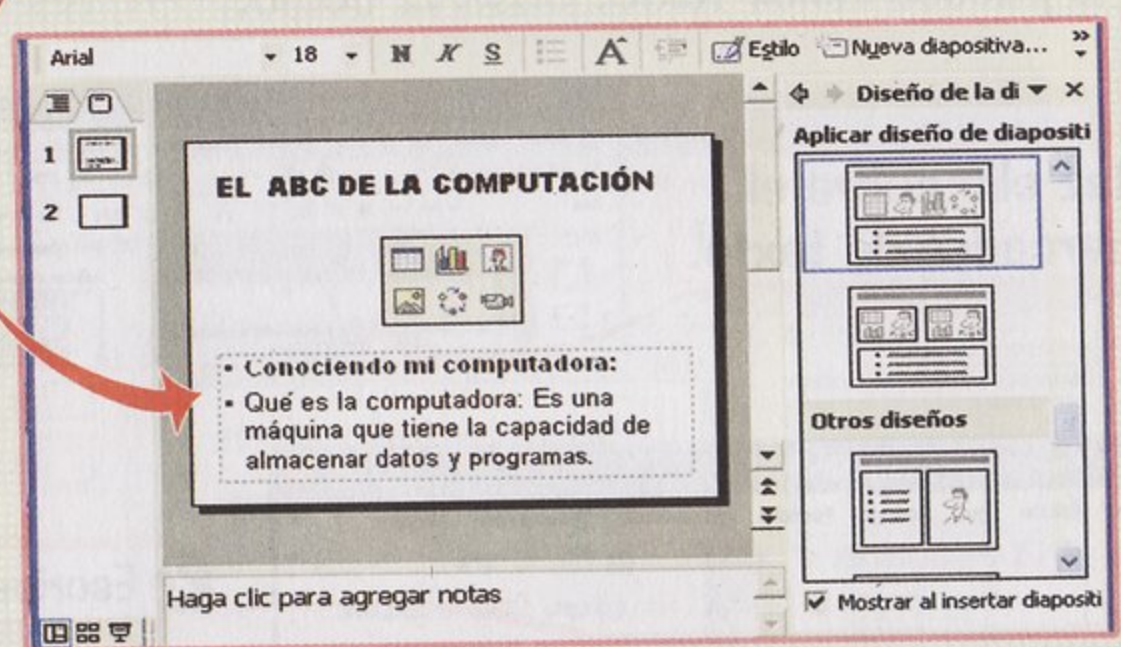 Arial 18 N K S A Estilo Nueva diapositiva...
Diseño de la di
1
2
EL ABC DE LA COMPUTACIÓN
• Conociendo mi computadora:
• Qué es la computadora: Es una
máquina que tiene la capacidad de
almacenar datos y programas.
Haga clic para agregar notas
Aplicar diseño de diapositi
Otros diseños
Mostrar al insertar diapositi